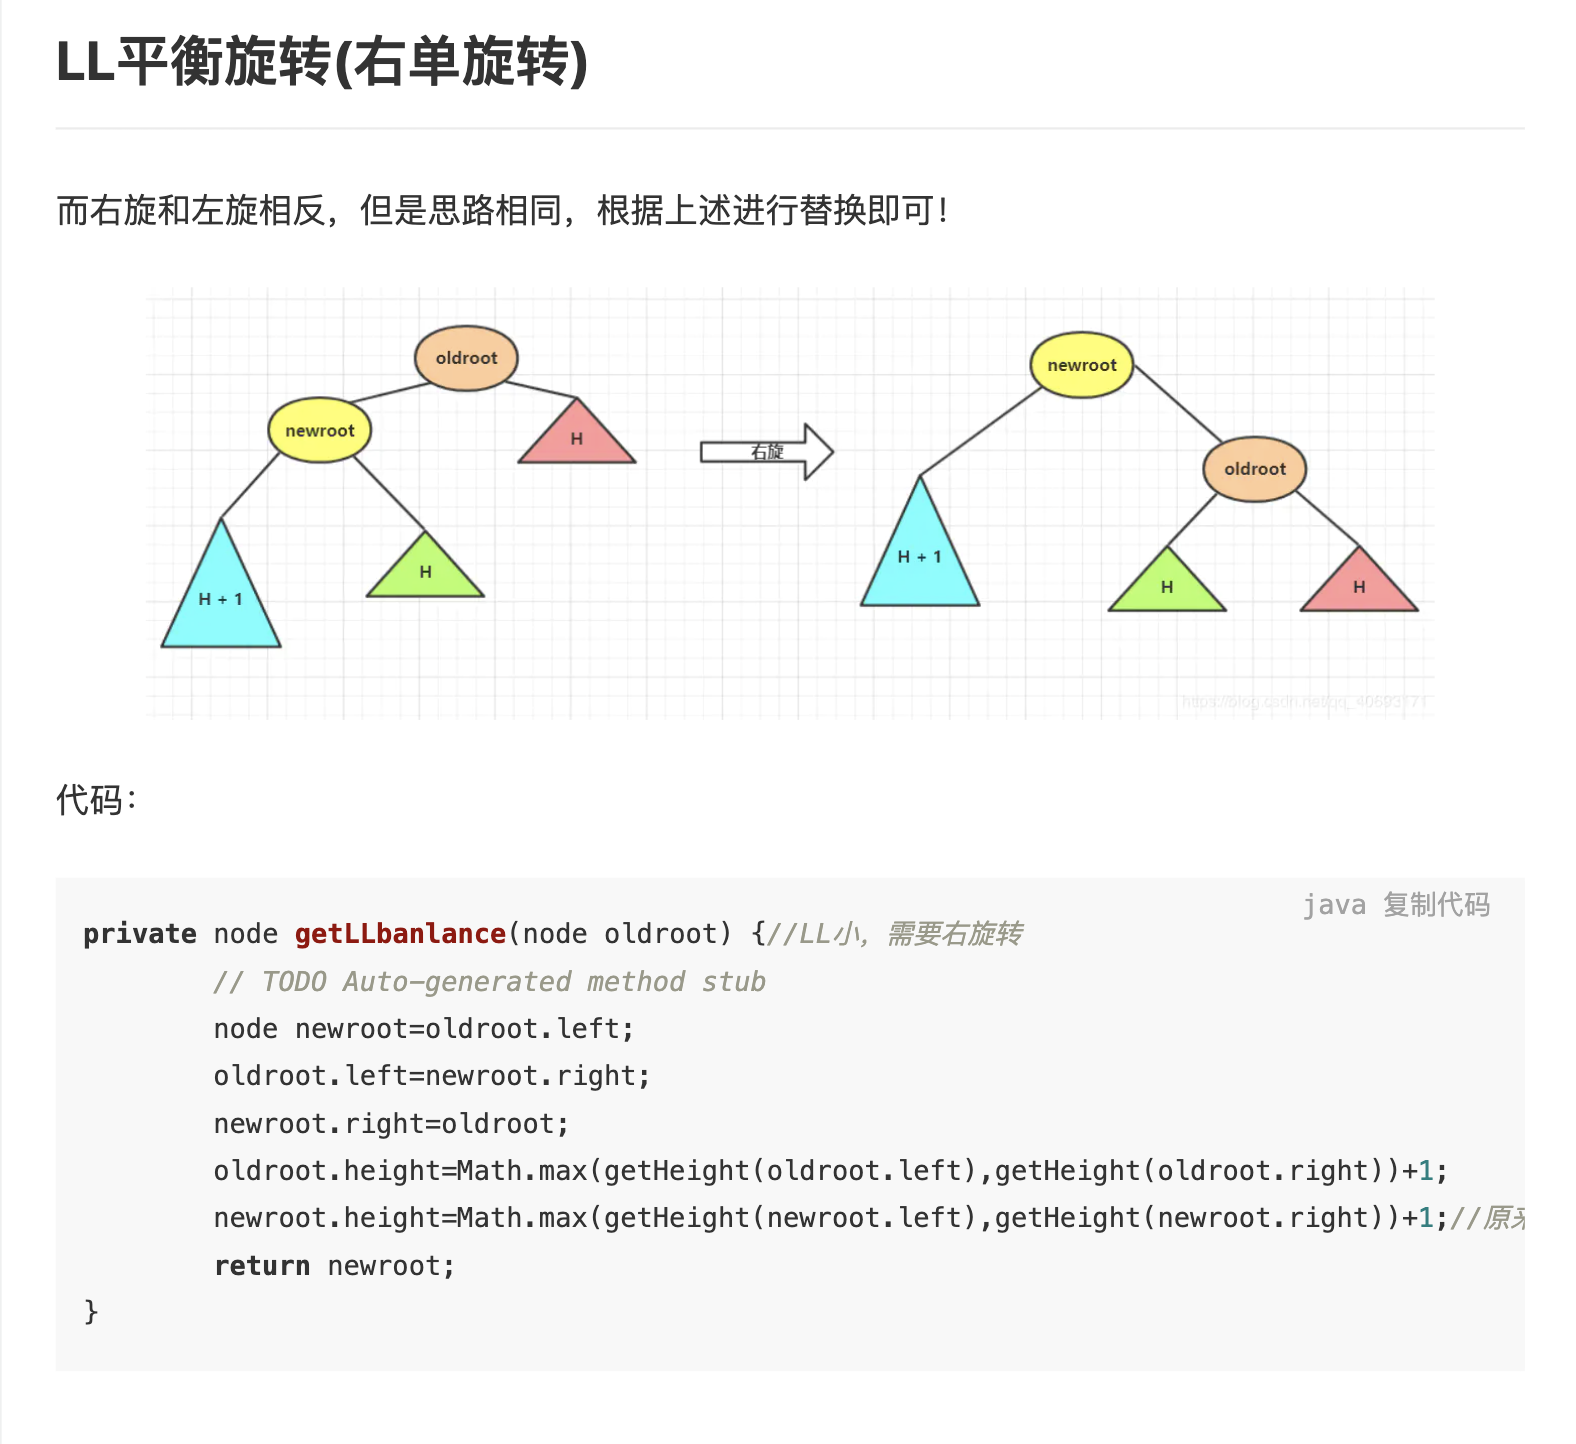 LL平衡旋转(右单旋转)
而右旋和左旋相反，但是思路相同，根据上述进行替换即可！
oldroot
newroot
H
H + 1
H
右旋
newroot
oldroot
H + 1
H
H
https://blog.csdn.net/qq_40693171
代码：
java 复制代码
private node getLLbanlance(node oldroot) {//LL小，需要右旋转
// TODO Auto-generated method stub
node newroot=oldroot.left;
oldroot.left=newroot.right;
newroot.right=oldroot;
oldroot.height=Math.max(getHeight(oldroot.left),getHeight(oldroot.right))+1;
newroot.height=Math.max(getHeight(newroot.left),getHeight(newroot.right))+1;//原来
return newroot;
}